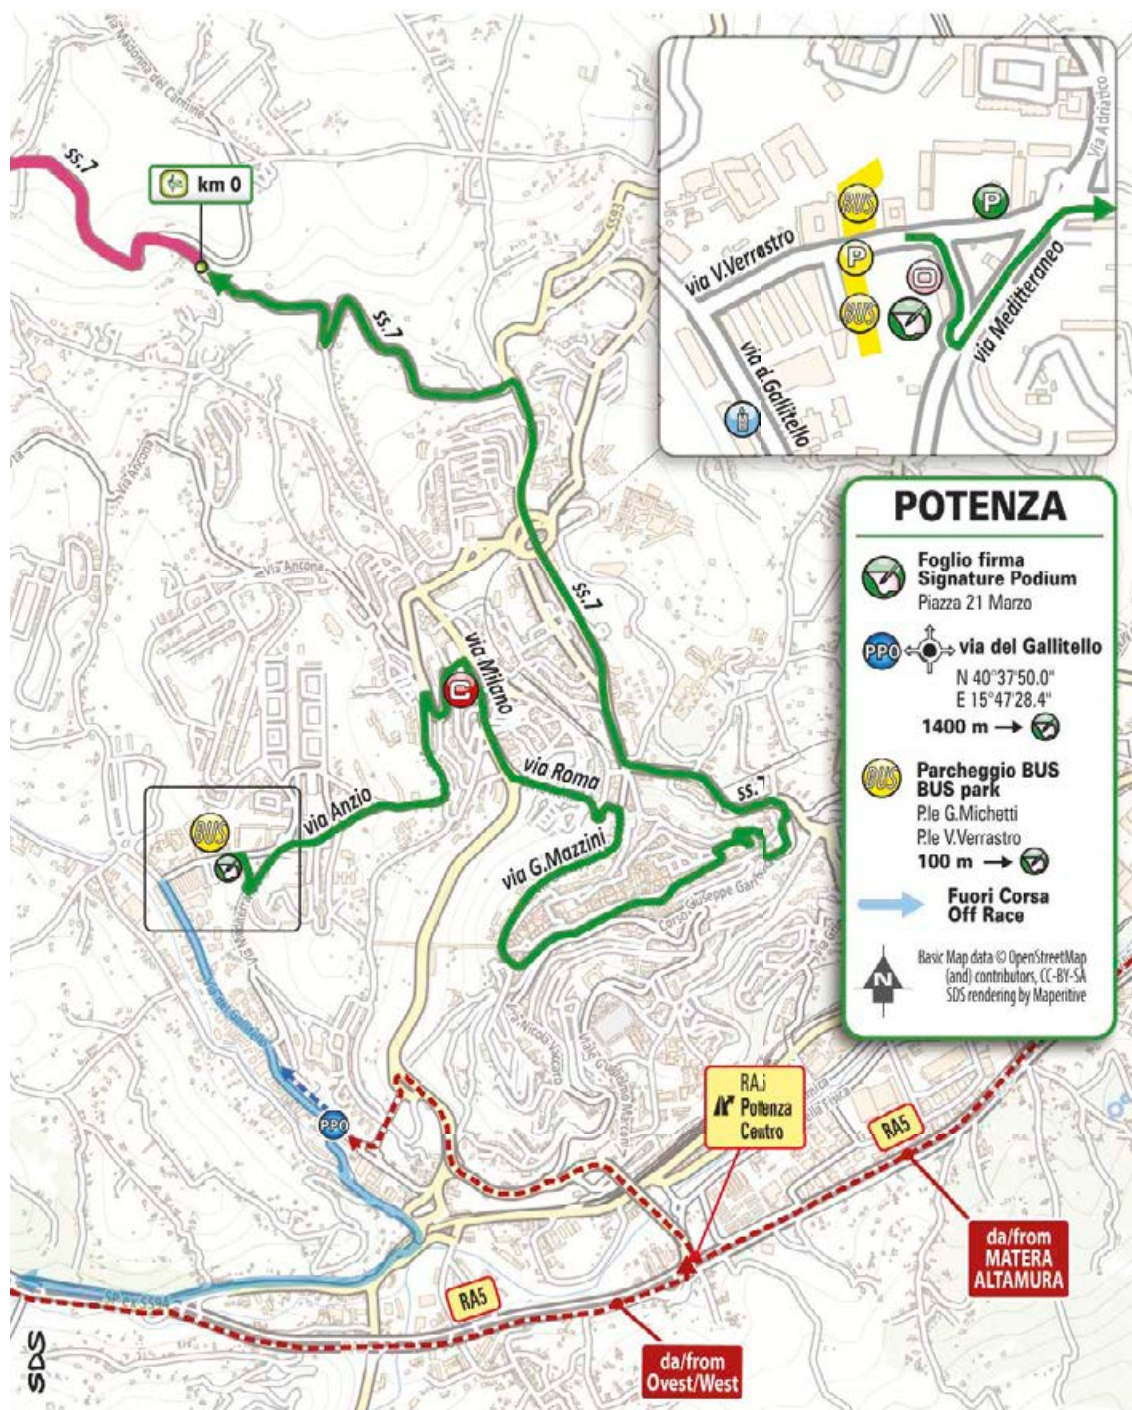 Via Madonna del Carmine
ss.7
km 0
SS93
Via Adriatico
BUS
P
via V.Verrastro
P
BUS
via Meditteraneo
via d.Gallitello
ss.7
Via Ancona
Via Ancona
ss.7
via Milano
C
via Roma
ss.7
via Anzio
BUS
via G.Mazzini
Corso Giuseppe Gari
Via del Gallitello
PPO
POTENZA
Foglio firma
Signature Podium
Piazza 21 Marzo
PPO via del Gallitello
N 40°37'50.0"
E 15°47'28.4"
1400 m
BUS Parcheggio BUS
BUS park
P.le G.Michetti
P.le V.Verrastro
100 m
Fuori Corsa
Off Race
N
Basic Map data © OpenStreetMap
(and) contributors, CC-BY-SA
SDS rendering by Maperitive
Potenza
Centro
RA5
da/from
MATERA
ALTAMURA
RA5
da/from
Ovest/West
SDS